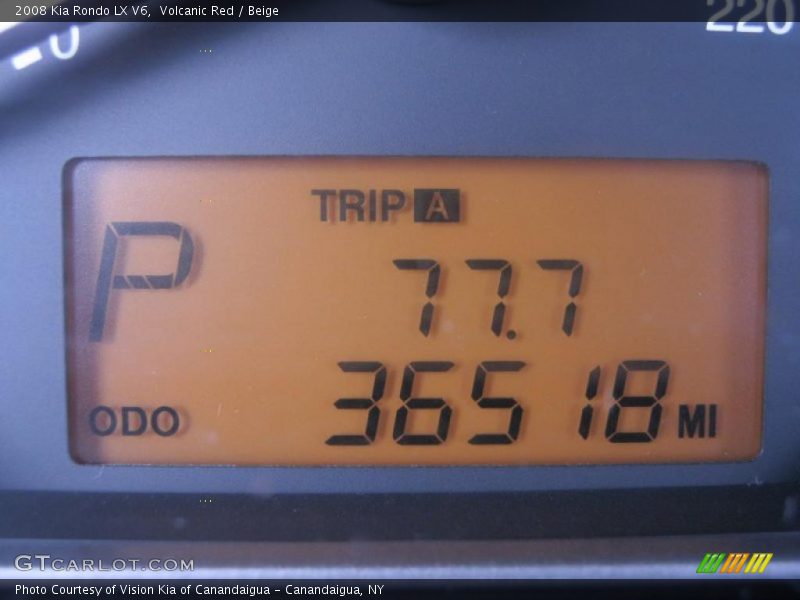 2008 Kia Rondo LX V6,  Volcanic Red / Beige
0
220
TRIP A
P
77.7
ODO 36518 MI
GTCARLOT.COM
Photo Courtesy of Vision Kia of Canandaigua - Canandaigua, NY